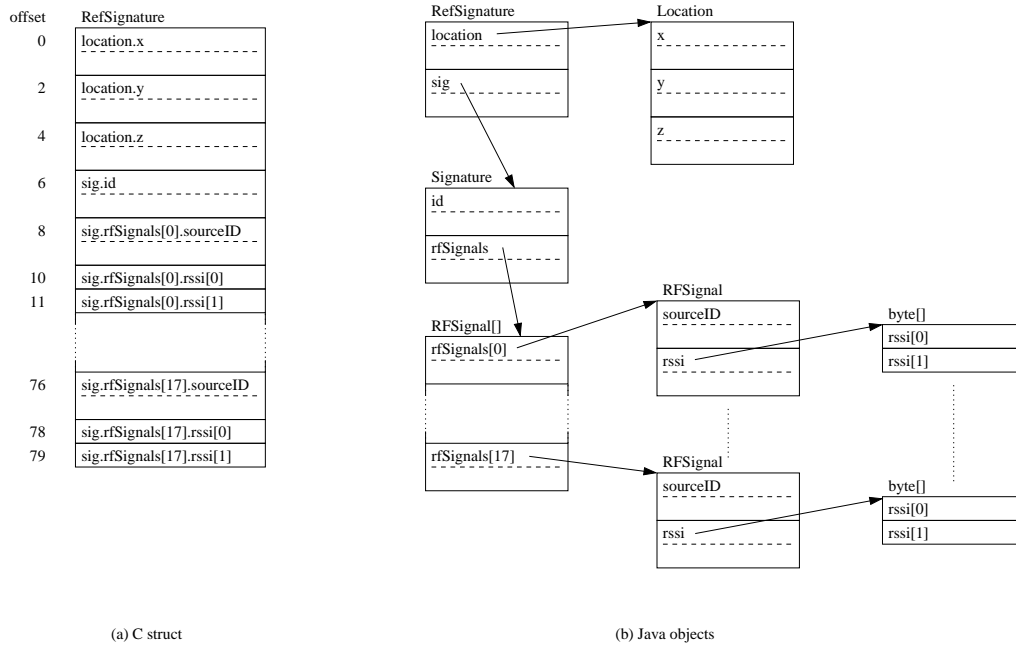 offset
RefSignature
0
location.x
2
location.y
4
location.z
6
sig.id
8
sig.rfSignals[0].sourceID
10
sig.rfSignals[0].rssi[0]
11
sig.rfSignals[0].rssi[1]
76
sig.rfSignals[17].sourceID
78
sig.rfSignals[17].rssi[0]
79
sig.rfSignals[17].rssi[1]
(a) C struct
RefSignature
location
sig
Location
x
y
z
Signature
id
rfSignals
RFSignal[]
rfSignals[0]
rfSignals[17]
RFSignal
sourceID
rssi
byte[]
rssi[0]
rssi[1]
RFSignal
sourceID
rssi
byte[]
rssi[0]
rssi[1]
(b) Java objects